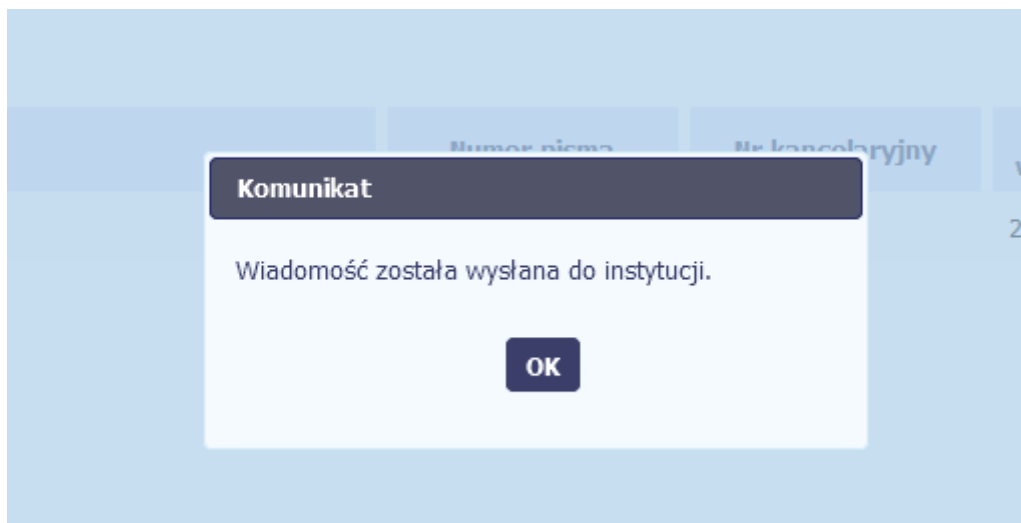 Numer pisma
Nr kancelaryjny
Komunikat
Wiadomość została wysłana do instytucji.
OK